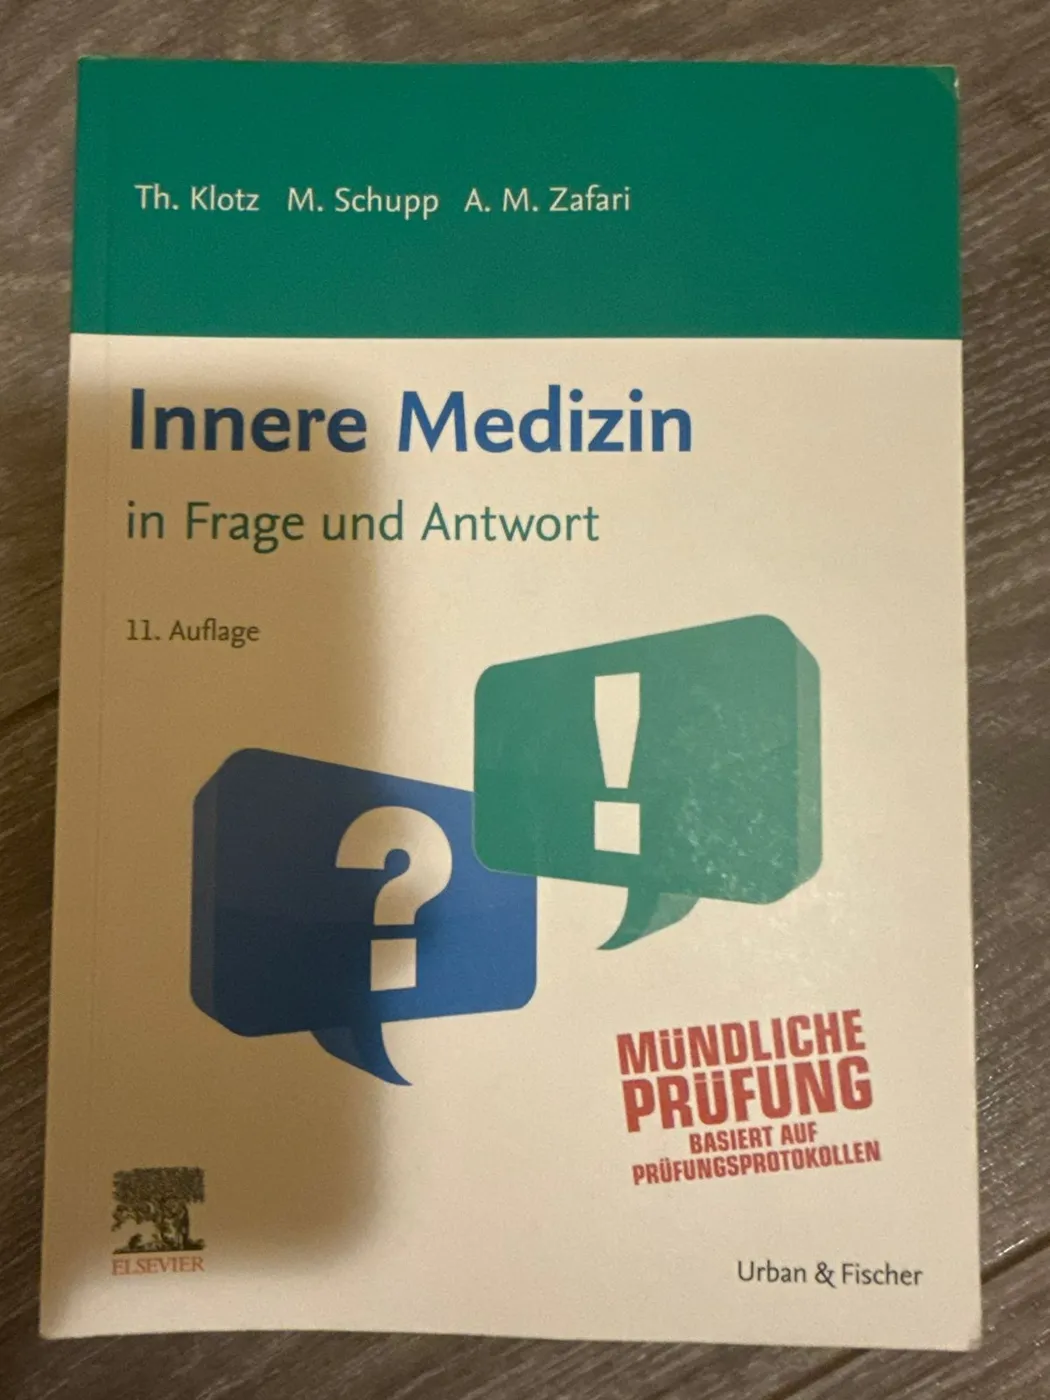 Th. Klotz M. Schupp A. M. Zafari
Innere Medizin
in Frage und Antwort
11. Auflage
?
!
MÜNDLICHE
PRÜFUNG
BASIERT AUF
PRÜFUNGSPROTOKOLLEN
ELSEVIER
Urban & Fischer